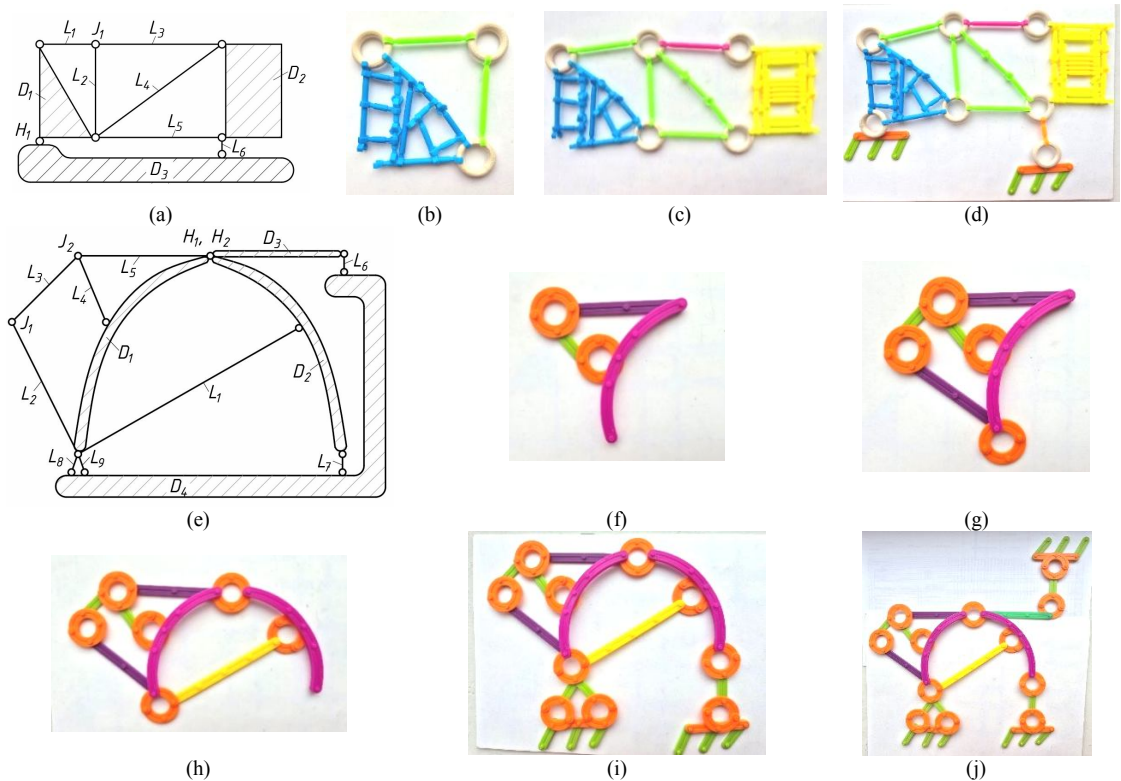 L₁ J₁ L₃
D₁ L₂ L₄ D₂
H₁ L₅
L₆
D₃
(a) (b) (c) (d)
J₂ H₁, H₂ D₃
L₃ L₄ L₅ L₆
J₁ D₁
L₂ L₁ D₂
L₈ L₉ L₇
D₄
(e) (f) (g)
(h) (i) (j)